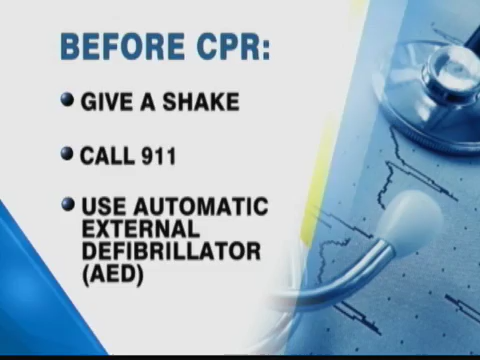 BEFORE CPR:
GIVE A SHAKE
CALL 911
USE AUTOMATIC
EXTERNAL
DEFIBRILLATOR
(AED)